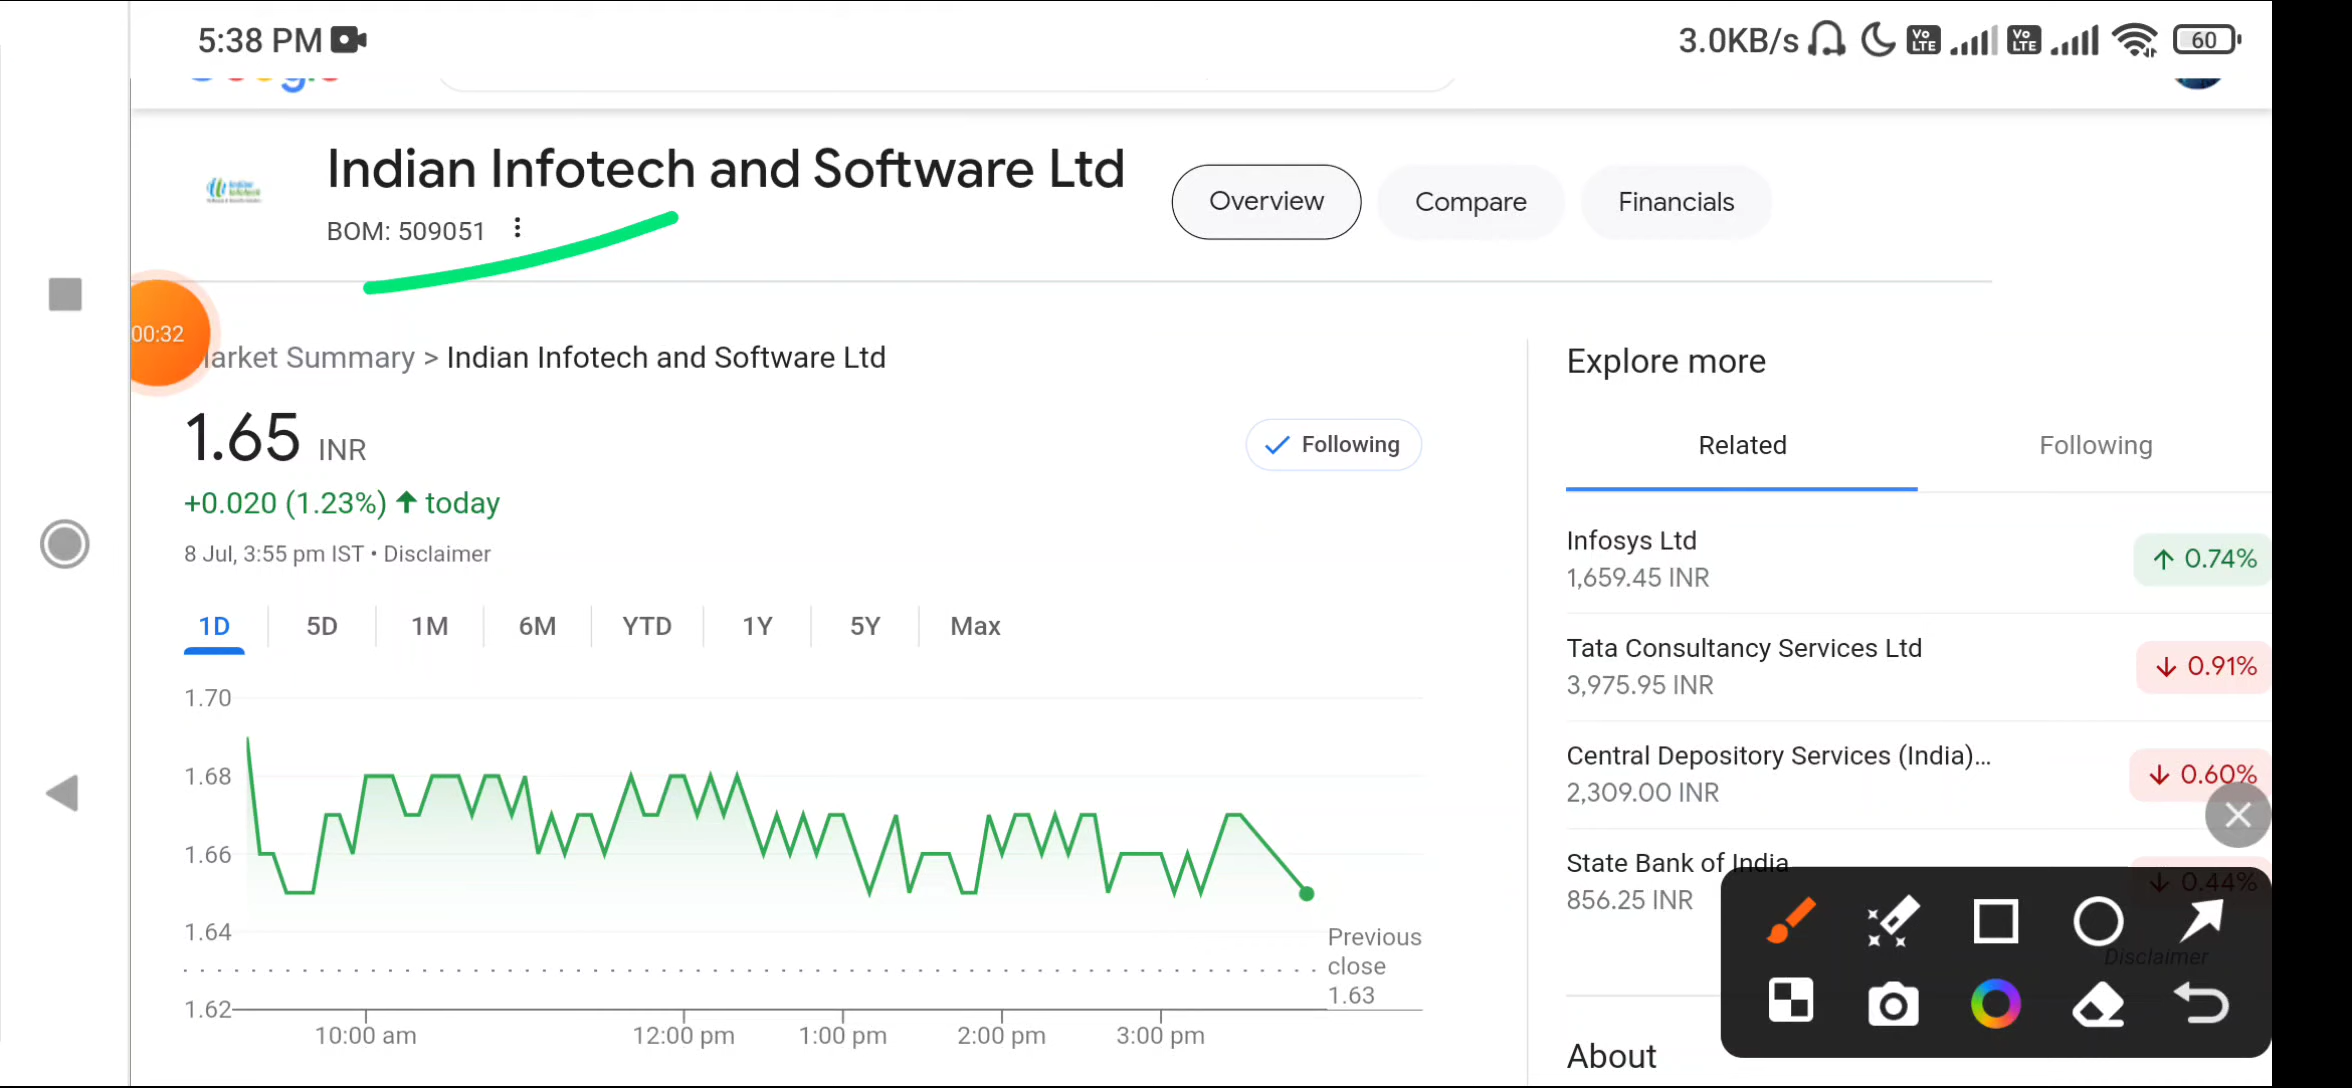 5:38 PM
3.0KB/s
Vo LTE
Vo LTE
60
Indian Infotech and Software Ltd
BOM: 509051
Overview
Compare
Financials
00:32
arket Summary > Indian Infotech and Software Ltd
1.65 INR
Following
+0.020 (1.23%) today
8 Jul, 3:55 pm IST • Disclaimer
1D 5D 1M 6M YTD 1Y 5Y Max
1.70
1.68
1.66
1.64
1.62
Previous
close
1.63
10:00 am 12:00 pm 1:00 pm 2:00 pm 3:00 pm
Explore more
Related Following
Infosys Ltd
1,659.45 INR
0.74%
Tata Consultancy Services Ltd
3,975.95 INR
0.91%
Central Depository Services (India)...
2,309.00 INR
0.60%
State Bank of India
856.25 INR
0.44%
Disclaimer
About